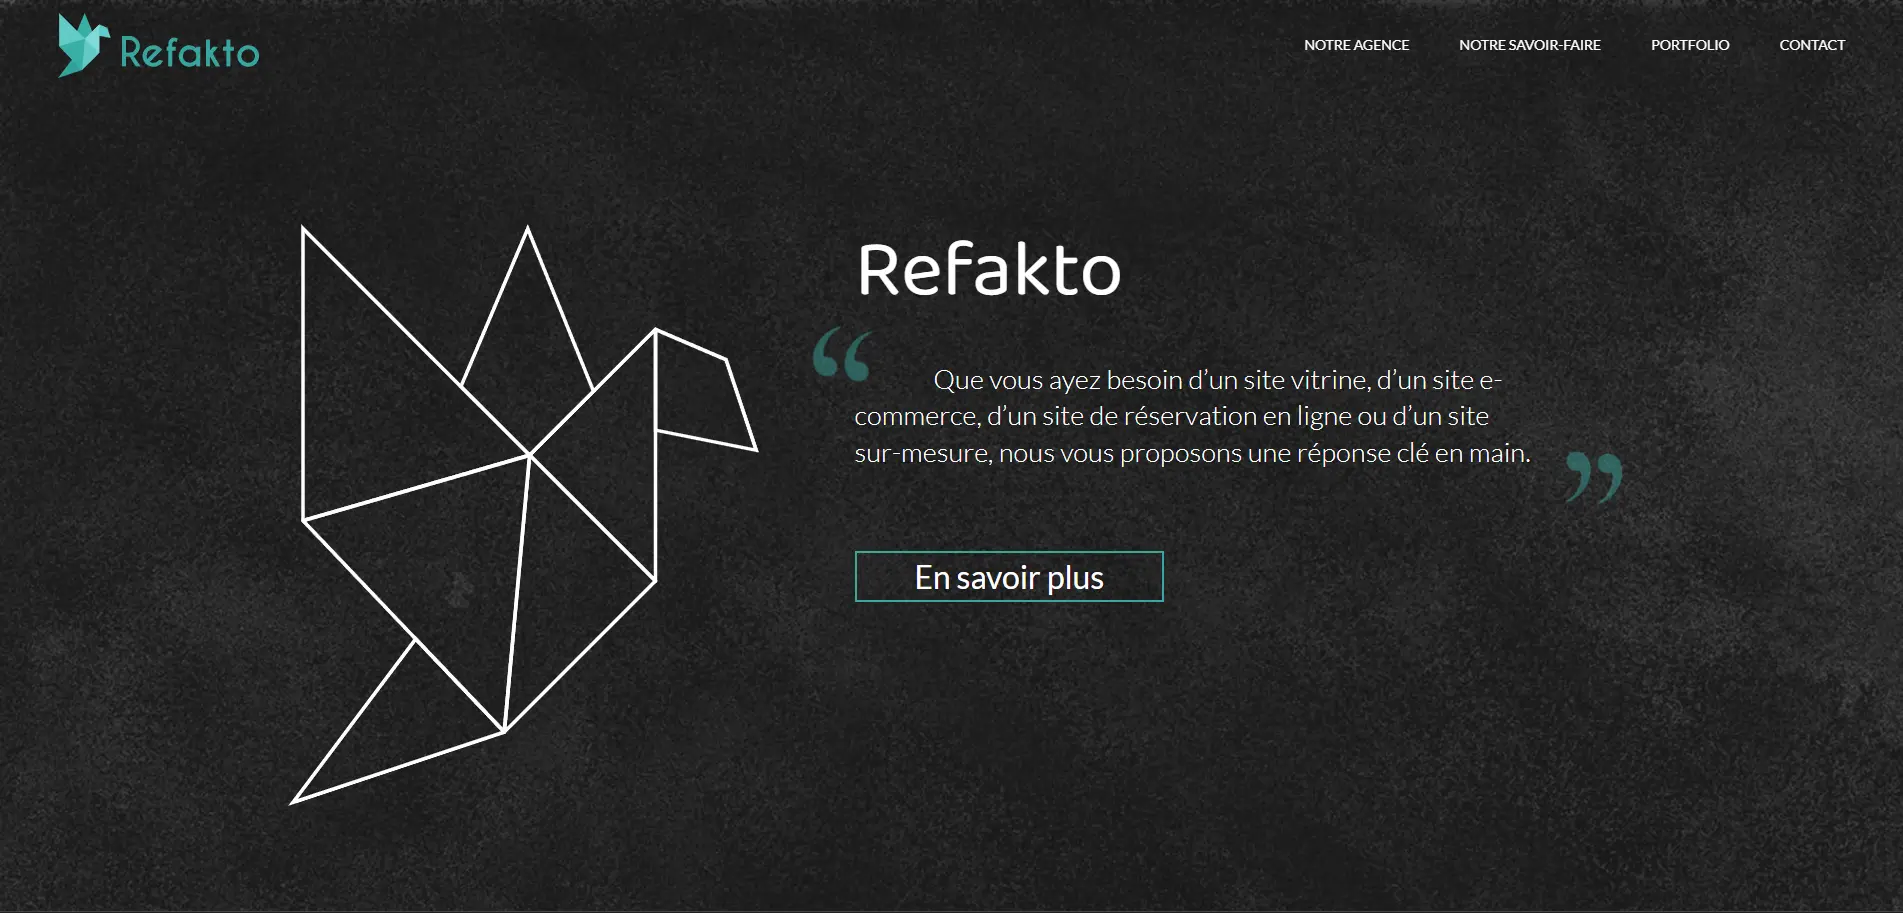 Refakto
NOTRE AGENCE
NOTRE SAVOIR-FAIRE
PORTFOLIO
CONTACT
Refakto
“
Que vous ayez besoin d’un site vitrine, d’un site e-
commerce, d’un site de réservation en ligne ou d’un site
sur-mesure, nous vous proposons une réponse clé en main.
”
En savoir plus